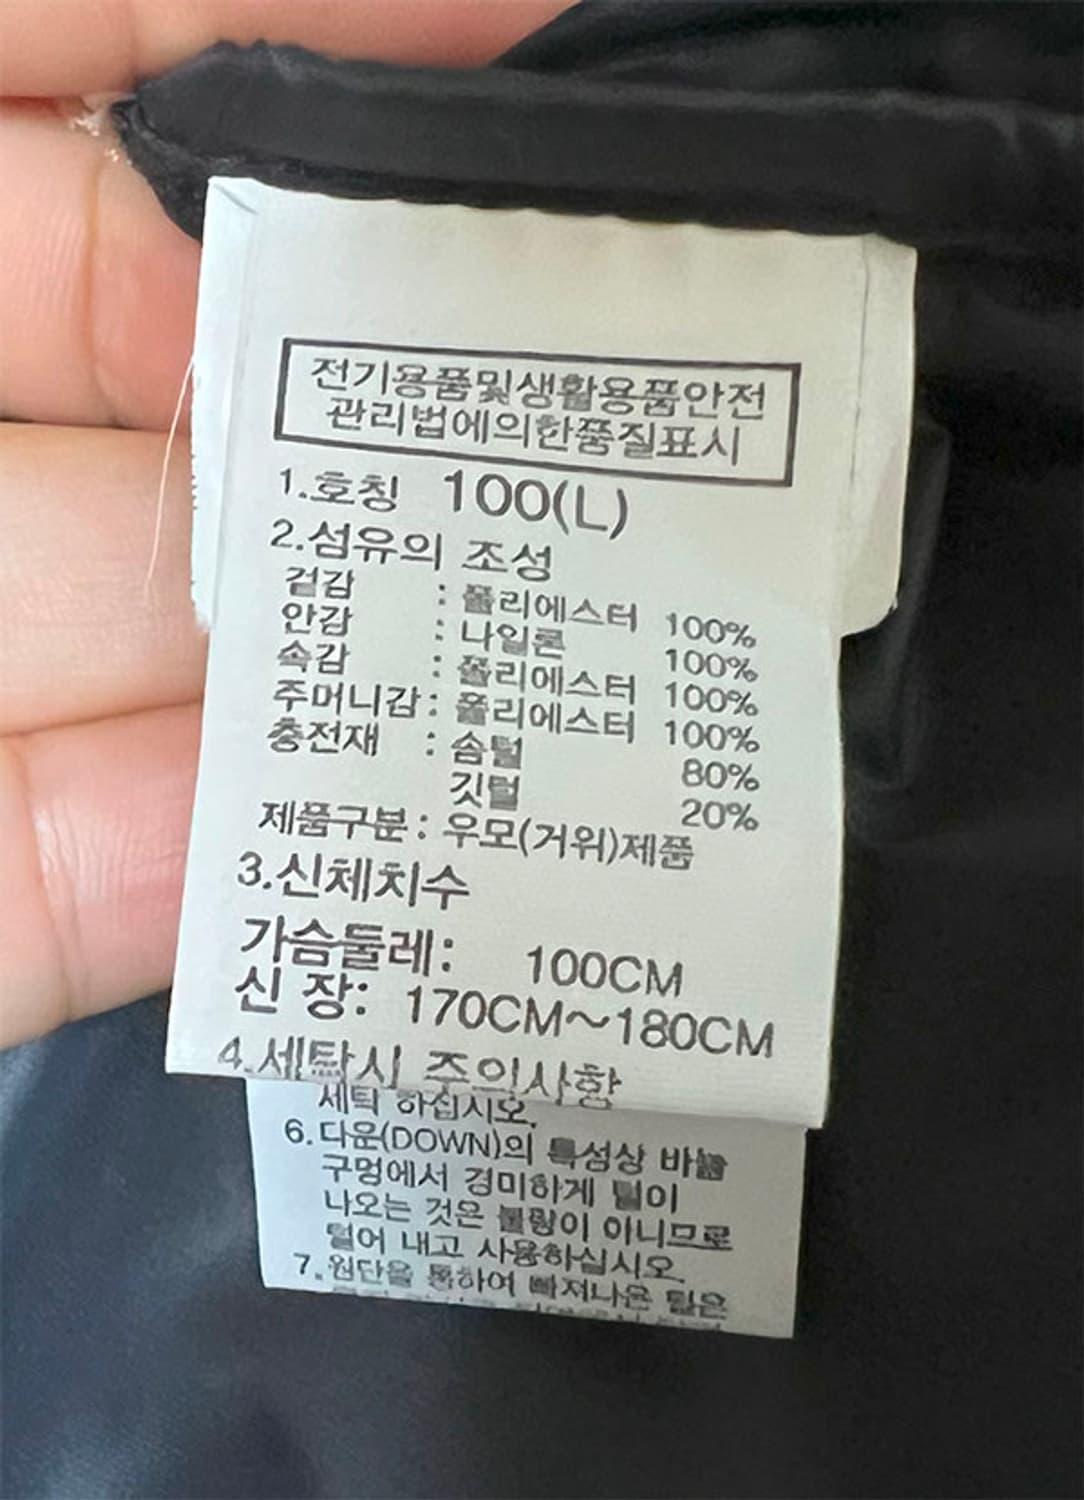 전기용품및생활용품안전
관리법에의한품질표시
1.호칭 100(L)
2.섬유의 조성
겉감 : 폴리에스터 100%
안감 : 나일론 100%
속감 : 폴리에스터 100%
주머니감 : 폴리에스터 100%
충전재 : 솜털 80%
깃털 20%
제품구분 : 우모(거위)제품
3.신체치수
가슴둘레: 100CM
신 장: 170CM~180CM
4.세탁시 주의사항
세탁 하십시오.
6.다운(DOWN)의 특성상 바늘
구멍에서 경미하게 털이
나오는 것은 불량이 아니므로
털어 내고 사용하십시오.
7.원단을 통하여 빠져나온 털은